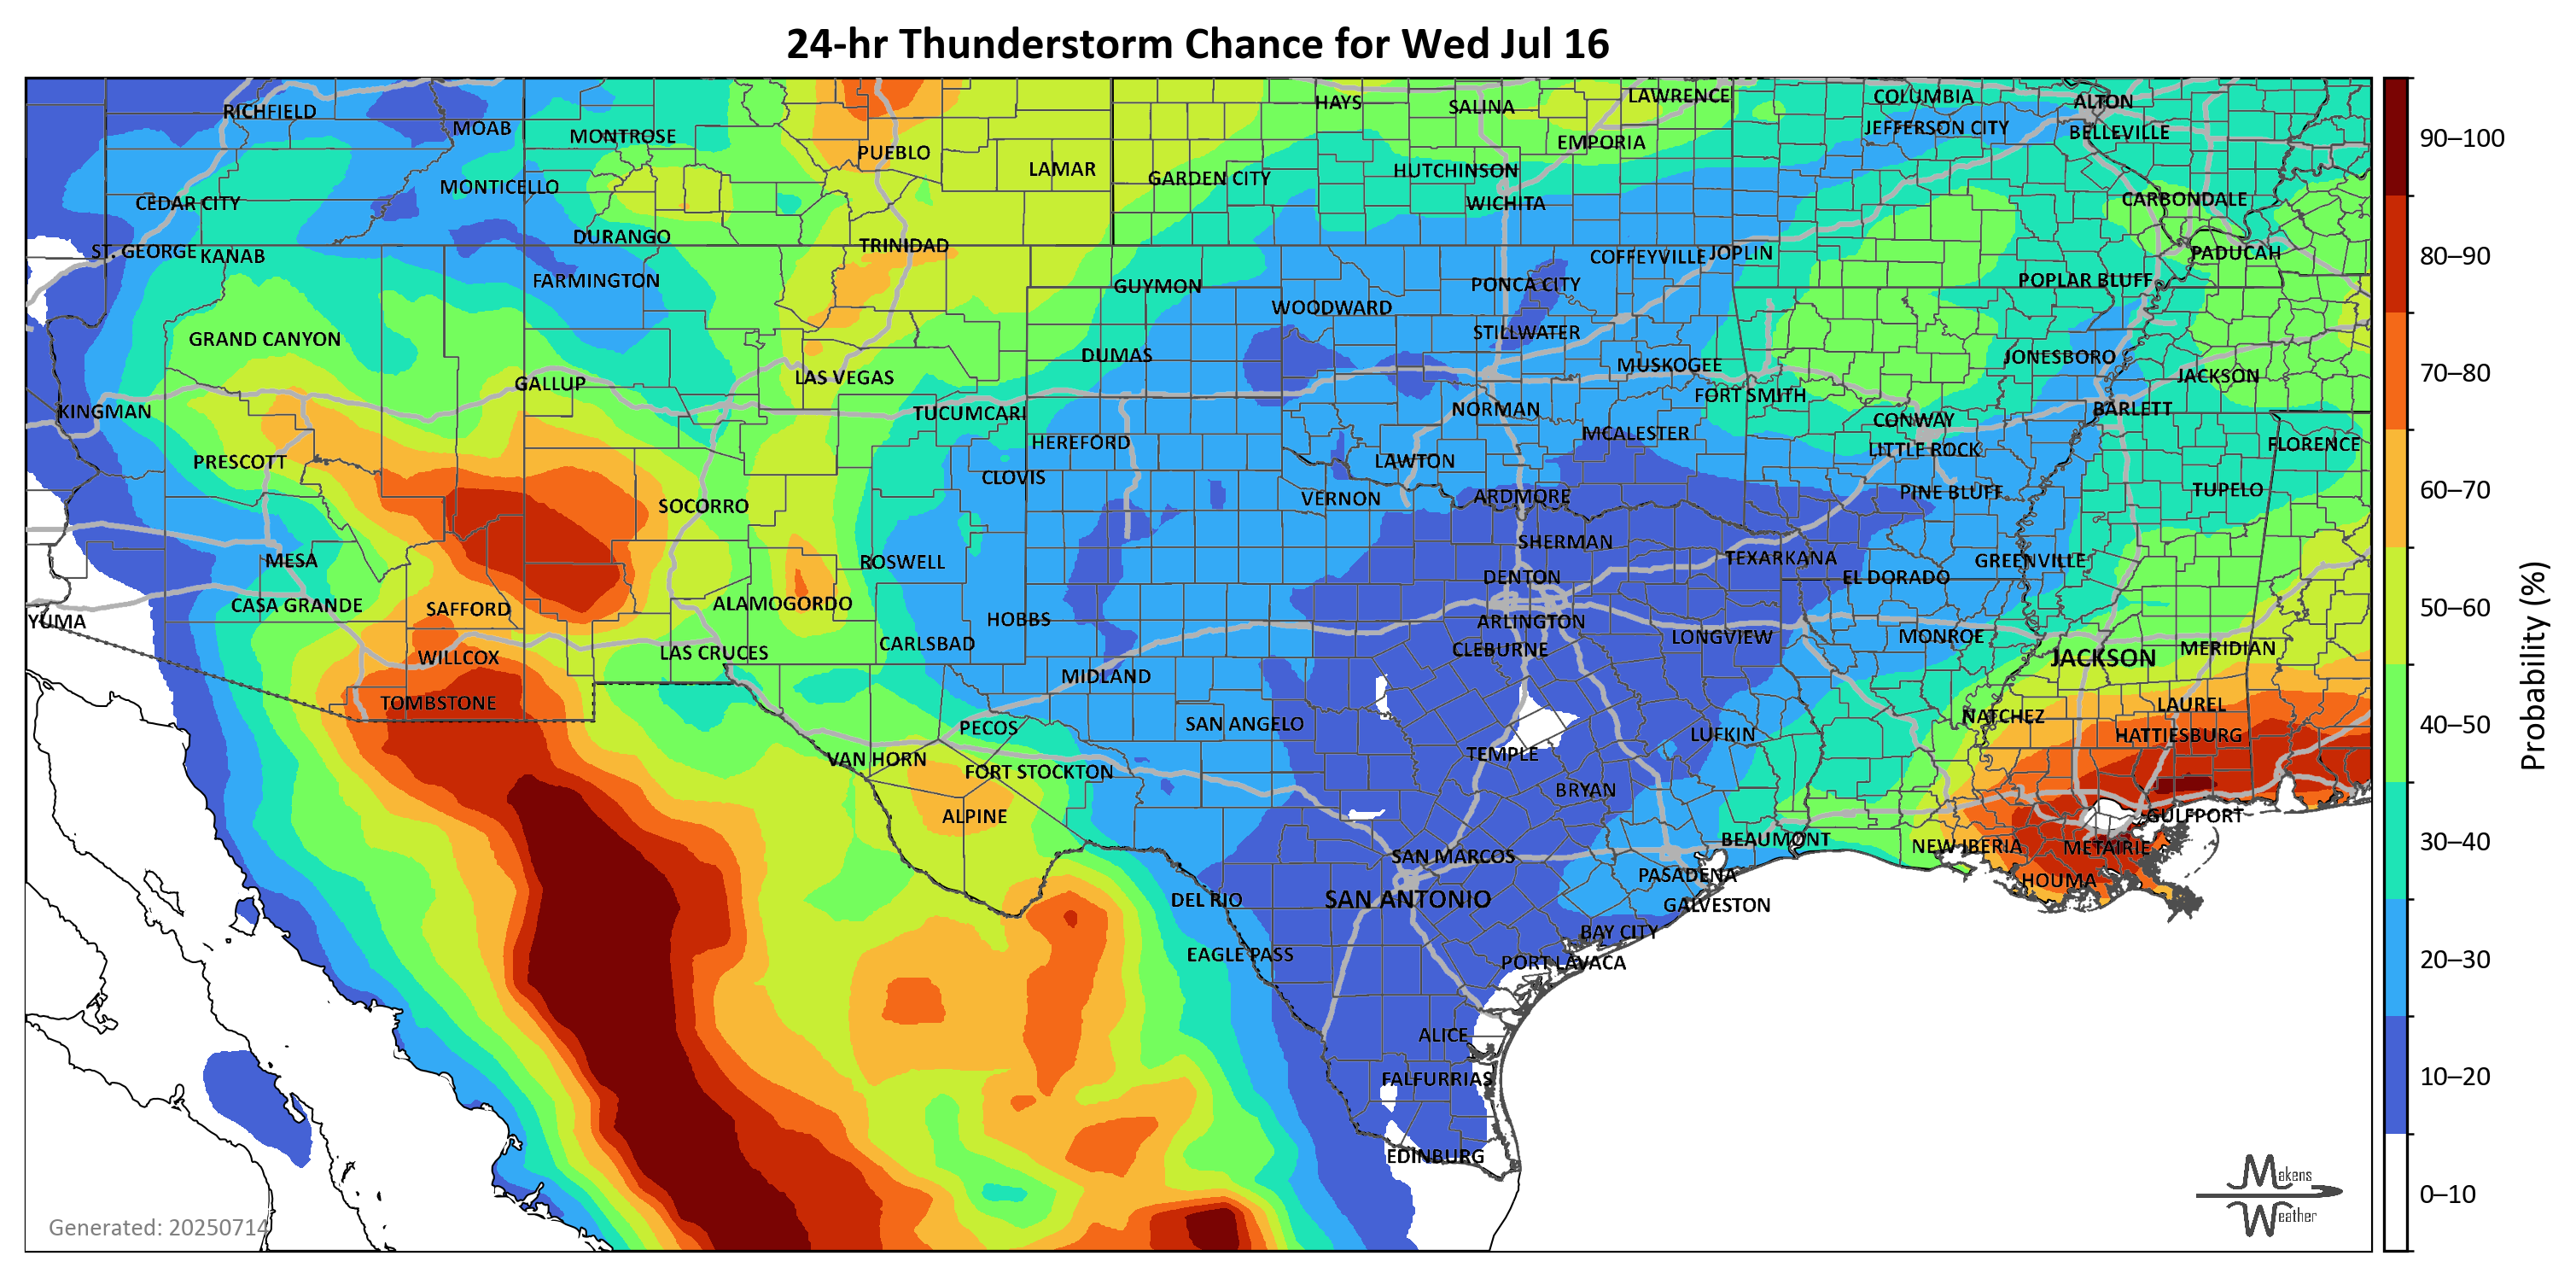 24-hr Thunderstorm Chance for Wed Jul 16
RICHFIELD
MOAB
MONTROSE
PUEBLO
LAMAR
HAYS
SALINA
LAWRENCE
COLUMBIA
ALTON
EMPORIA
JEFFERSON CITY
BELLEVILLE
MONTICELLO
GARDEN CITY
HUTCHINSON
CEDAR CITY
WICHITA
CARBONDALE
DURANGO
TRINIDAD
ST. GEORGE
KANAB
COFFEYVILLE
JOPLIN
PADUCAH
FARMINGTON
GUYMON
PONCA CITY
POPLAR BLUFF
WOODWARD
GRAND CANYON
STILLWATER
DUMAS
MUSKOGEE
JONESBORO
GALLUP
LAS VEGAS
JACKSON
FORT SMITH
KINGMAN
TUCUMCARI
NORMAN
BARLETT
CONWAY
HEREFORD
MCALESTER
LITTLE ROCK
FLORENCE
PRESCOTT
CLOVIS
LAWTON
SOCORRO
VERNON
ARDMORE
PINE BLUFF
TUPELO
MESA
ROSWELL
SHERMAN
TEXARKANA
GREENVILLE
CASA GRANDE
SAFFORD
ALAMOGORDO
DENTON
EL DORADO
YUMA
HOBBS
ARLINGTON
WILLCOX
LAS CRUCES
CARLSBAD
CLEBURNE
LONGVIEW
MONROE
JACKSON
MERIDIAN
TOMBSTONE
MIDLAND
PECOS
SAN ANGELO
NATCHEZ
LAUREL
VAN HORN
FORT STOCKTON
TEMPLE
LUFKIN
HATTIESBURG
ALPINE
BRYAN
GULFPORT
SAN MARCOS
BEAUMONT
NEW IBERIA
METAIRIE
DEL RIO
SAN ANTONIO
PASADENA
GALVESTON
HOUMA
EAGLE PASS
BAY CITY
PORT LAVACA
ALICE
FALFURRIAS
EDINBURG
Generated: 20250714
Makens
Weather
90–100
80–90
70–80
60–70
50–60
40–50
30–40
20–30
10–20
0–10
Probability (%)